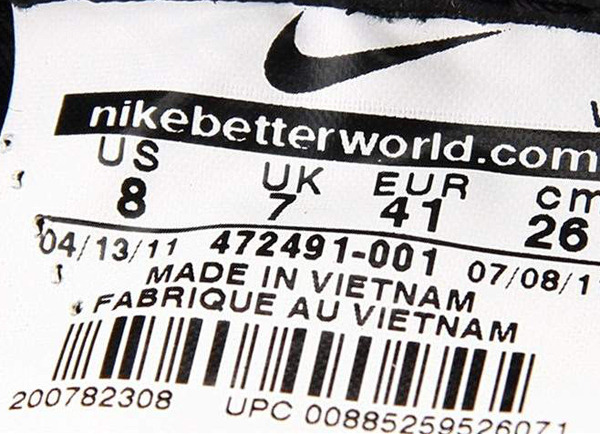 nikebetterworld.com
US UK EUR cm
8 7 41 26
04/13/11 472491-001 07/08/1
MADE IN VIETNAM
FABRIQUE AU VIETNAM
200782308 UPC 00885259526071